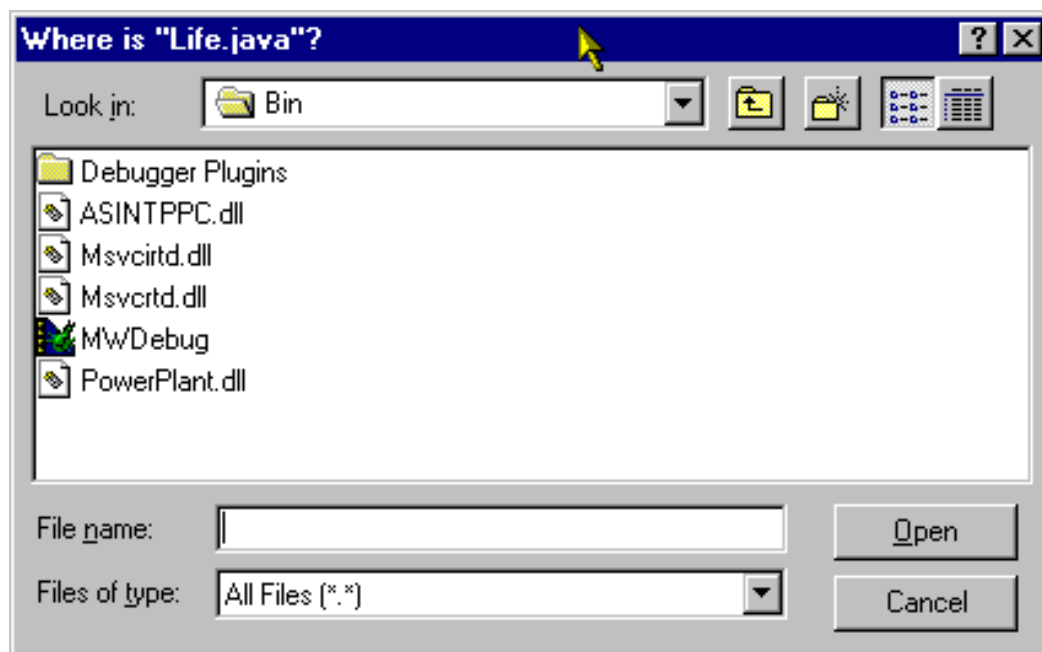 Where is "Life.java"?
Look in: Bin
Debugger Plugins
ASINTPPC.dll
Msvcirtd.dll
Msvcrtd.dll
MWDebug
PowerPlant.dll
File name: Open
Files of type: All Files (*.*) Cancel